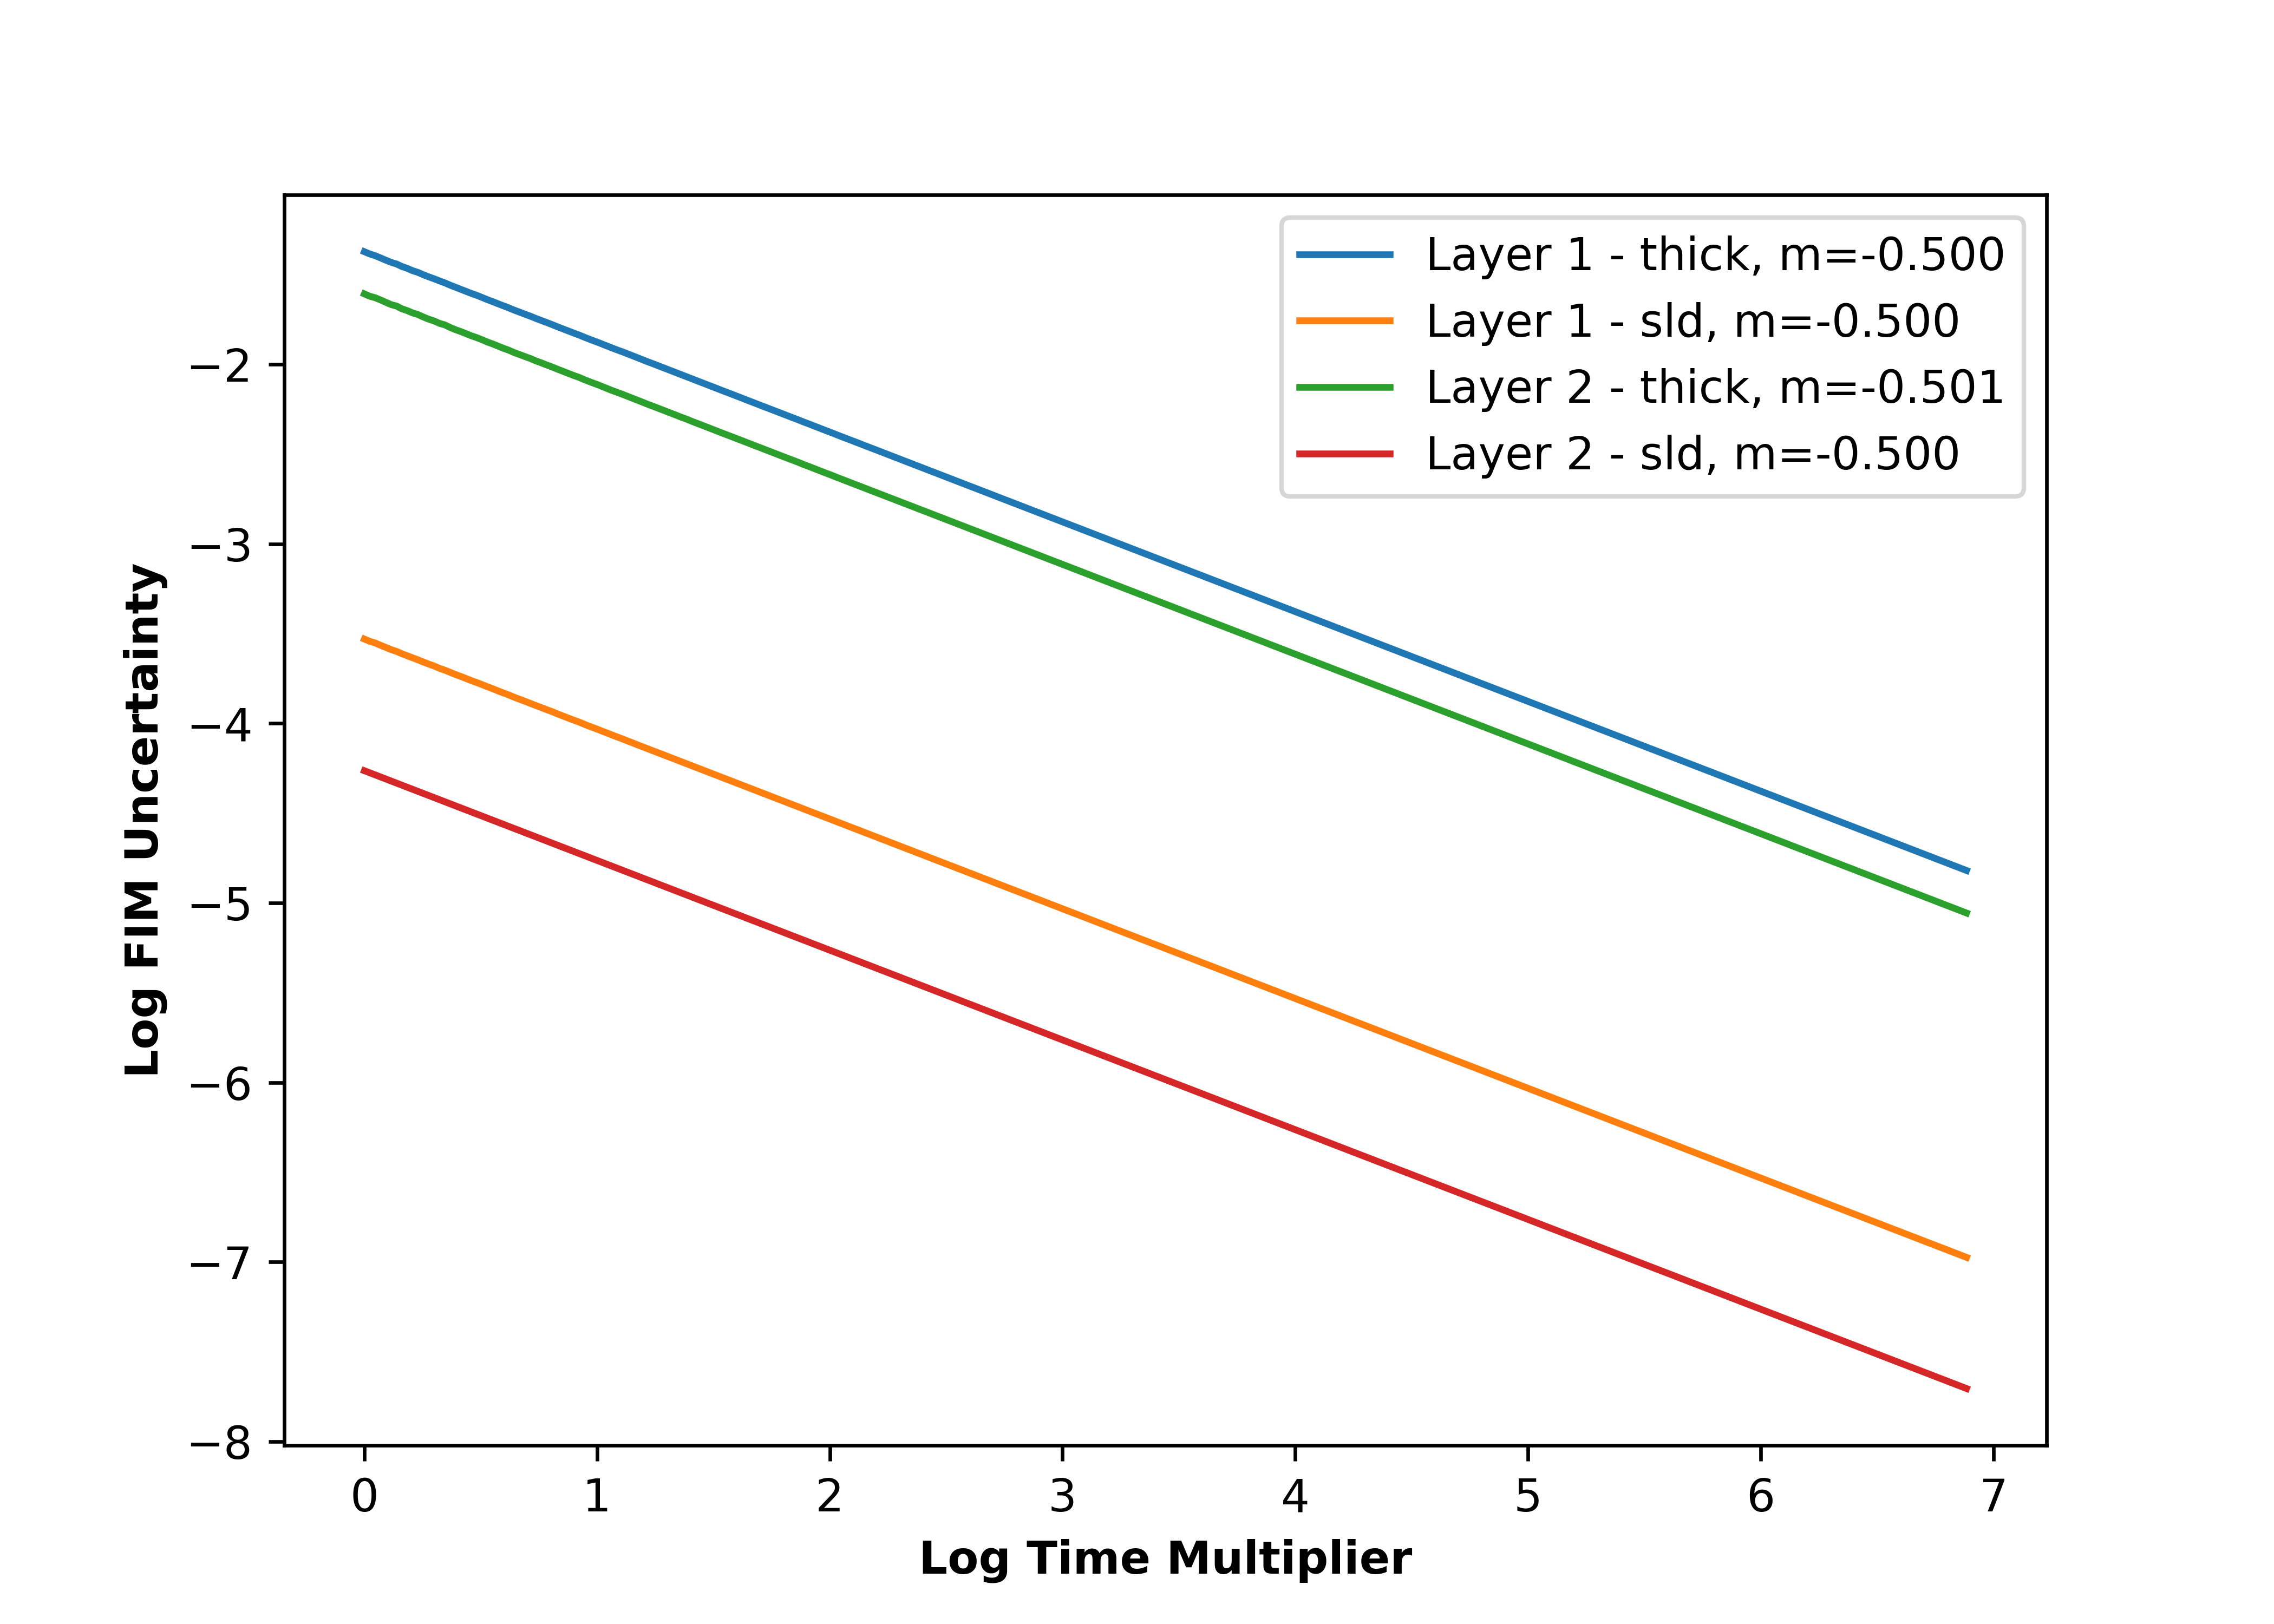 Layer 1 - thick, m=-0.500
Layer 1 - sld, m=-0.500
Layer 2 - thick, m=-0.501
Layer 2 - sld, m=-0.500
Log FIM Uncertainty
−2
−3
−4
−5
−6
−7
−8
0 1 2 3 4 5 6 7
Log Time Multiplier